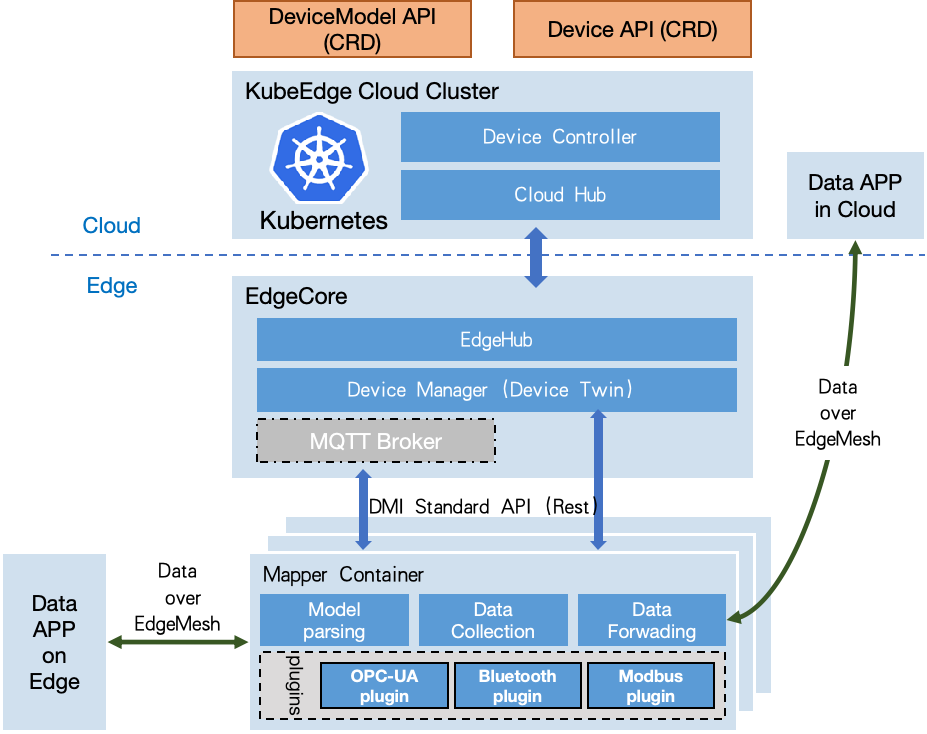 DeviceModel API
(CRD)
Device API (CRD)
KubeEdge Cloud Cluster
Device Controller
Cloud Hub
Kubernetes
Data APP
in Cloud
Cloud
Edge
EdgeCore
EdgeHub
Device Manager (Device Twin)
MQTT Broker
Data
over
EdgeMesh
DMI Standard API (Rest)
Mapper Container
Model
parsing
Data
Collection
Data
Forwading
plugins
OPC-UA
plugin
Bluetooth
plugin
Modbus
plugin
Data
over
EdgeMesh
Data
APP
on
Edge